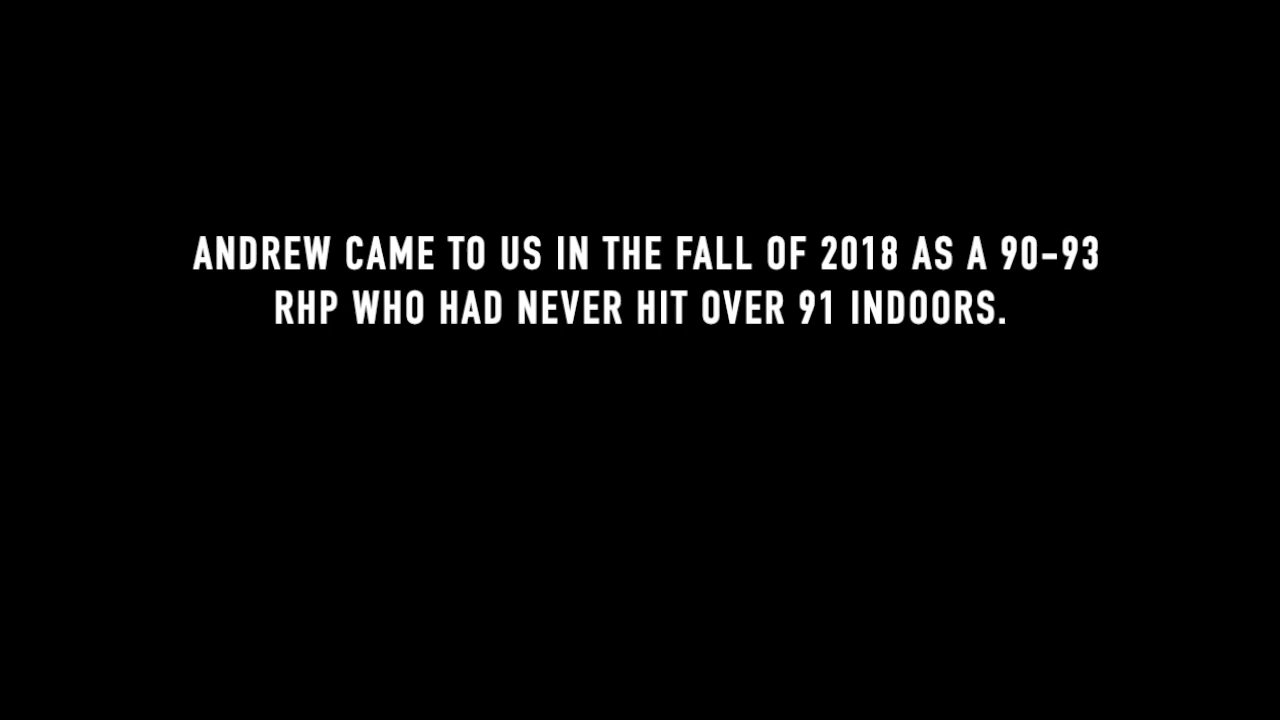 ANDREW CAME TO US IN THE FALL OF 2018 AS A 90-93
RHP WHO HAD NEVER HIT OVER 91 INDOORS.